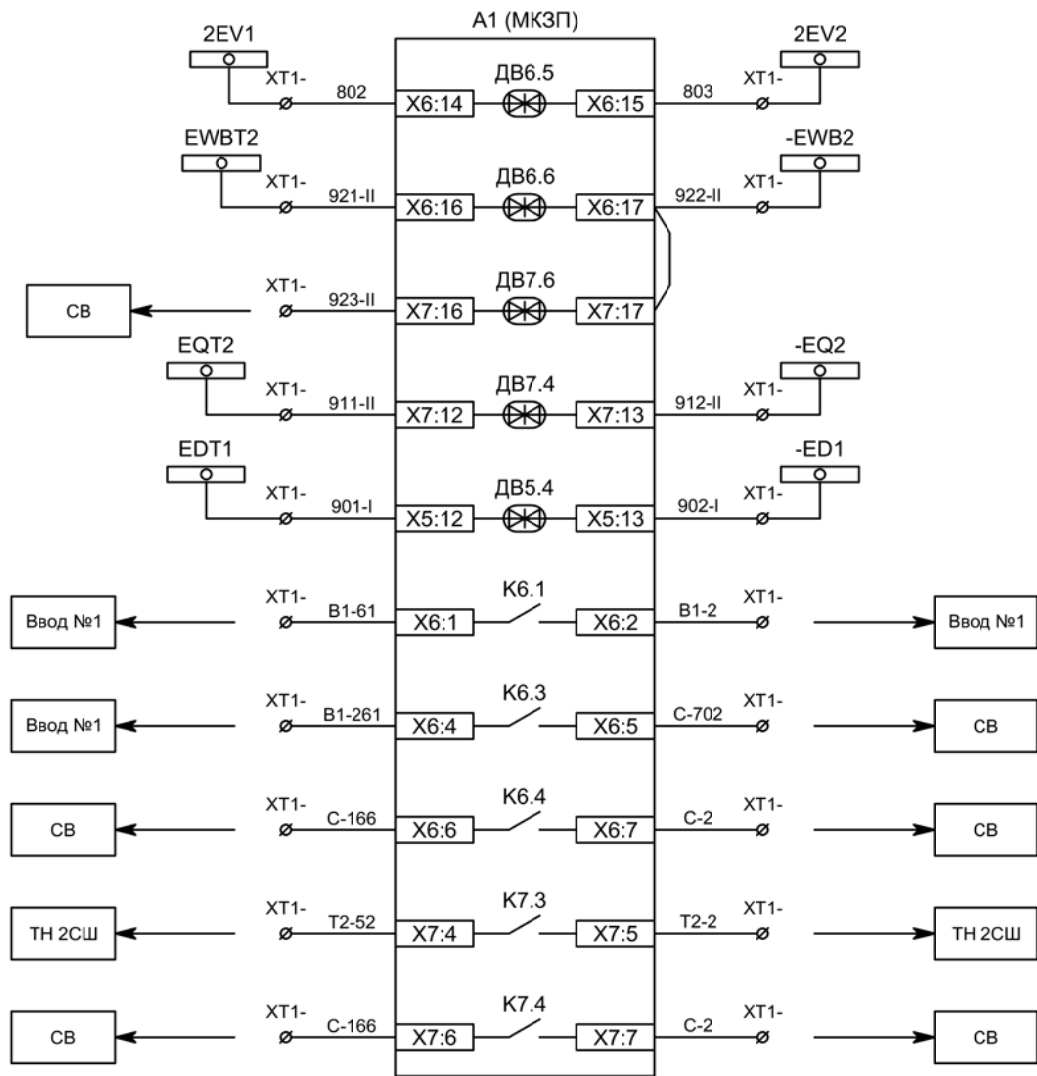 А1 (МКЗП)
2EV1 2EV2
XT1- 802 X6:14 ДВ6.5 X6:15 803 XT1-
EWBT2 -EWB2
XT1- 921-II X6:16 ДВ6.6 X6:17 922-II XT1-
СВ XT1- 923-II X7:16 ДВ7.6 X7:17
EQT2 -EQ2
XT1- 911-II X7:12 ДВ7.4 X7:13 912-II XT1-
EDT1 -ED1
XT1- 901-I X5:12 ДВ5.4 X5:13 902-I XT1-
Ввод №1 XT1- В1-61 X6:1 К6.1 X6:2 В1-2 XT1- Ввод №1
Ввод №1 XT1- В1-261 X6:4 К6.3 X6:5 С-702 XT1- СВ
СВ XT1- С-166 X6:6 К6.4 X6:7 С-2 XT1- СВ
ТН 2СШ XT1- Т2-52 X7:4 К7.3 X7:5 Т2-2 XT1- ТН 2СШ
СВ XT1- С-166 X7:6 К7.4 X7:7 С-2 XT1- СВ